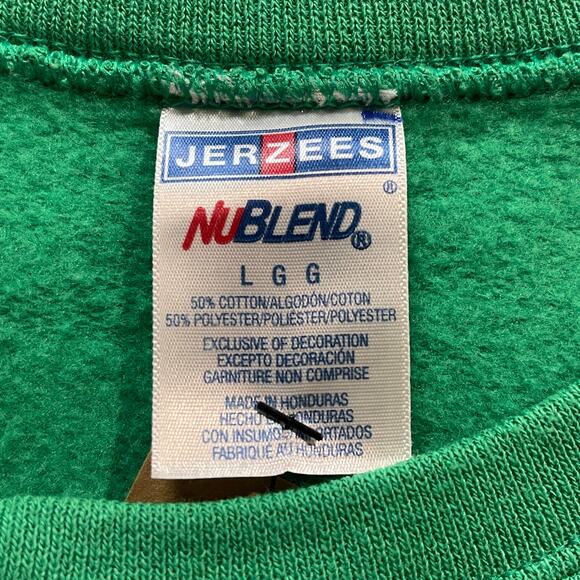 JERZEES
®
NUBLEND®
L G G
50% COTTON/ALGODÓN/COTON
50% POLYESTER/POLIÉSTER/POLYESTER
EXCLUSIVE OF DECORATION
EXCEPTO DECORACIÓN
GARNITURE NON COMPRISE
MADE IN HONDURAS
HECHO EN HONDURAS
CON INSUMOS IMPORTADOS
FABRIQUÉ AU HONDURAS